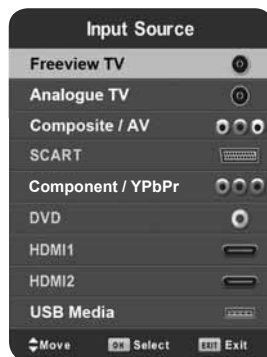 Input Source
Freeview TV
Analogue TV
Composite / AV
SCART
Component / YPbPr
DVD
HDMI1
HDMI2
USB Media
Move OK Select EXIT Exit